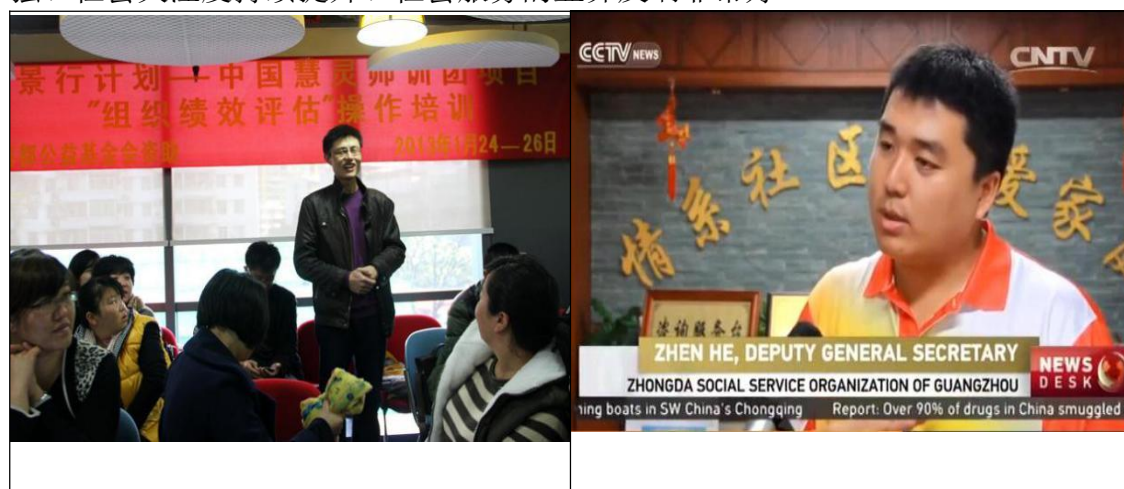 景行计划——中国慧灵师训团项目
"组织绩效评估"操作培训
公益基金会资助 2013年1月24—26日
CCTV NEWS
CNTV
情系社区 爱家
咨询服务台
ZHEN HE, DEPUTY GENERAL SECRETARY
ZHONGDA SOCIAL SERVICE ORGANIZATION OF GUANGZHOU
NEWS
DESK
ning boats in SW China's Chongqing Report: Over 90% of drugs in China smuggled